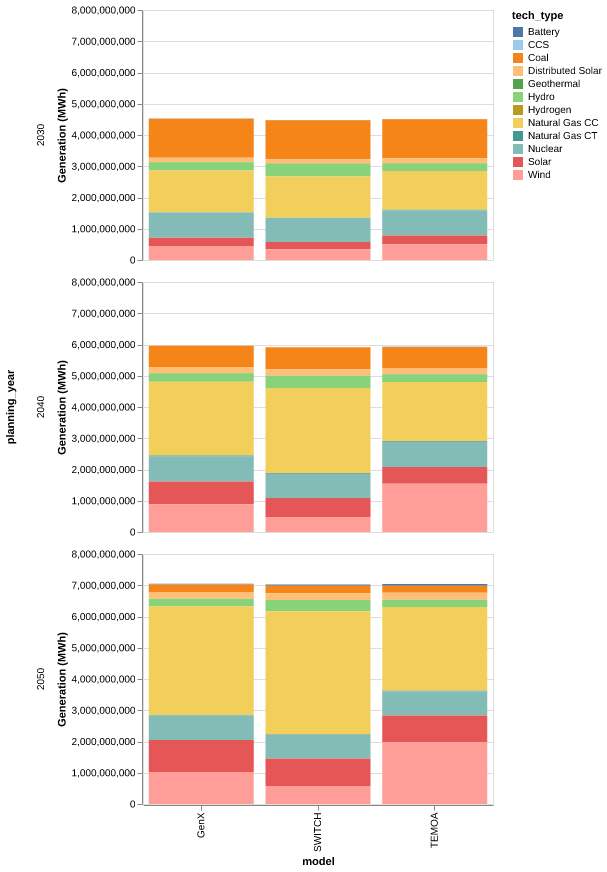 tech_type
Battery
CCS
Coal
Distributed Solar
Geothermal
Hydro
Hydrogen
Natural Gas CC
Natural Gas CT
Nuclear
Solar
Wind
planning_year
2030
Generation (MWh)
8,000,000,000
7,000,000,000
6,000,000,000
5,000,000,000
4,000,000,000
3,000,000,000
2,000,000,000
1,000,000,000
0
2040
Generation (MWh)
8,000,000,000
7,000,000,000
6,000,000,000
5,000,000,000
4,000,000,000
3,000,000,000
2,000,000,000
1,000,000,000
0
2050
Generation (MWh)
8,000,000,000
7,000,000,000
6,000,000,000
5,000,000,000
4,000,000,000
3,000,000,000
2,000,000,000
1,000,000,000
0
GenX
SWITCH
TEMOA
model